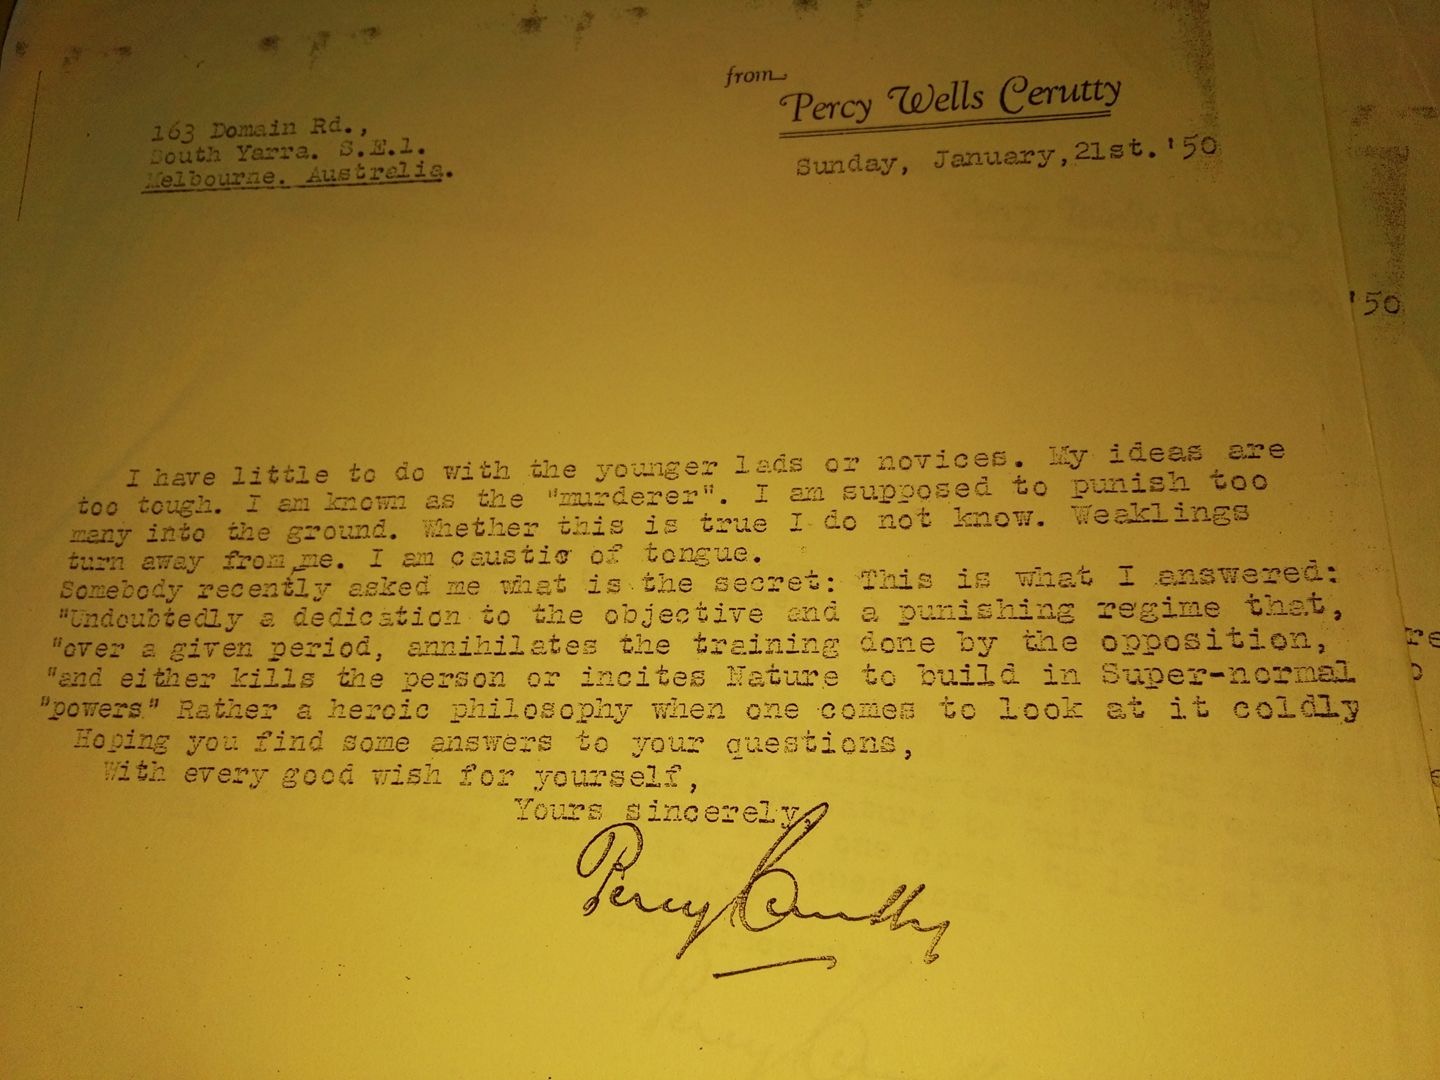 from
Percy Wells Cerutty
163 Domain Rd.,
South Yarra. S.E.1.
Melbourne. Australia.
Sunday, January,21st.'50
'50
I have little to do with the younger lads or novices. My ideas are
too tough. I am known as the "murderer". I am supposed to punish too
many into the ground. Whether this is true I do not know. Weaklings
turn away from me. I am caustic of tongue.
Somebody recently asked me what is the secret: This is what I answered:
"Undoubtedly a dedication to the objective and a punishing regime that,
"over a given period, annihilates the training done by the opposition,
"and either kills the person or incites Nature to build in Super-normal
"powers." Rather a heroic philosophy when one comes to look at it coldly
Hoping you find some answers to your questions,
With every good wish for yourself,
Yours sincerely,
Percy Cerutty